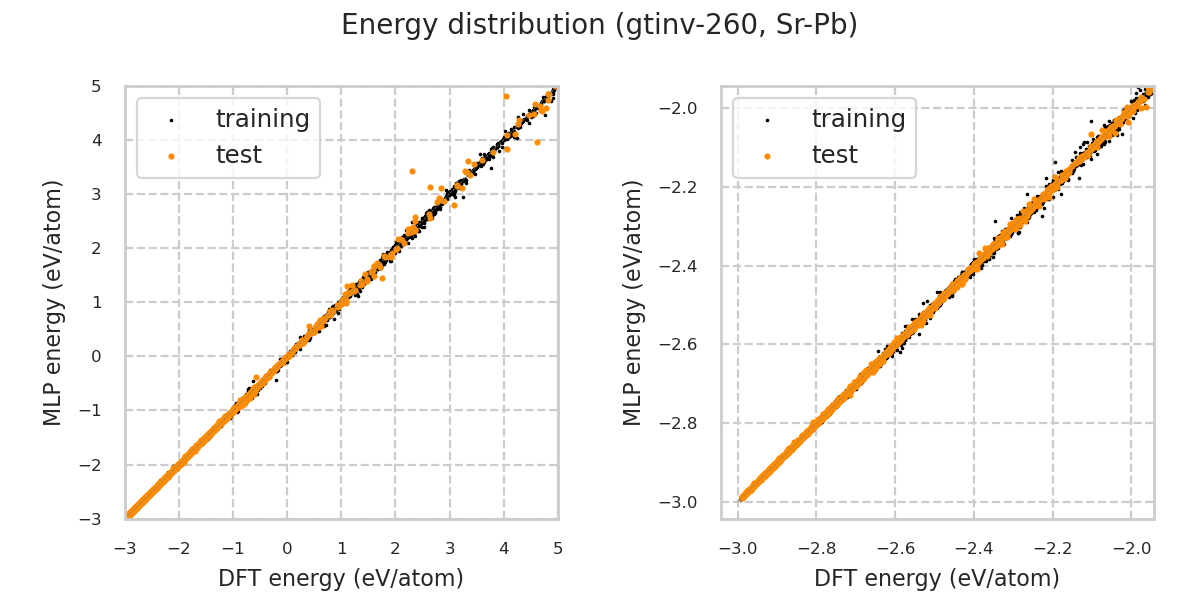 Energy distribution (gtinv-260, Sr-Pb)
MLP energy (eV/atom)
5
4
3
2
1
0
−1
−2
−3
training
test
−3 −2 −1 0 1 2 3 4 5
DFT energy (eV/atom)
MLP energy (eV/atom)
−2.0
−2.2
−2.4
−2.6
−2.8
−3.0
training
test
−3.0 −2.8 −2.6 −2.4 −2.2 −2.0
DFT energy (eV/atom)